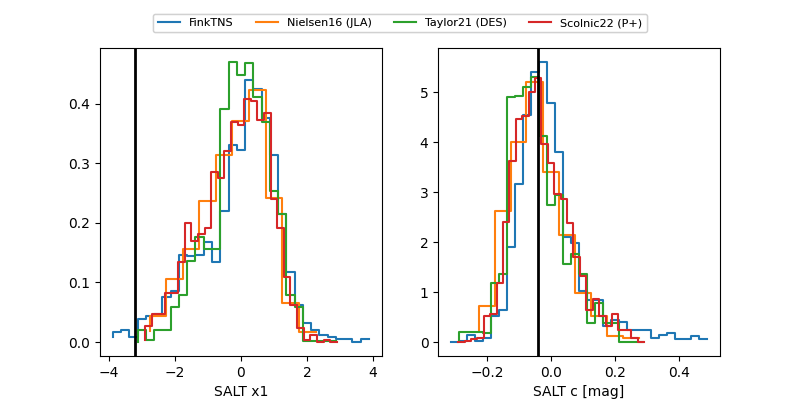 FinkTNS Nielsen16 (JLA) Taylor21 (DES) Scolnic22 (P+)
0.4
0.3
0.2
0.1
0.0
−4 −2 0 2 4
SALT x1
5
4
3
2
1
0
−0.2 0.0 0.2 0.4
SALT c [mag]